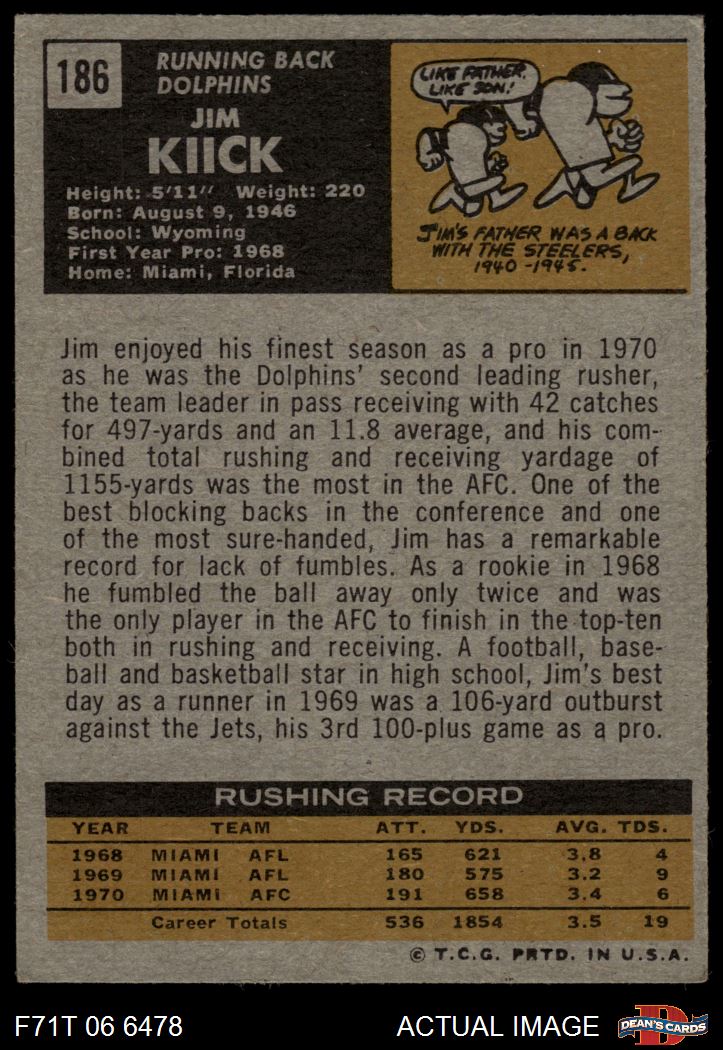 186
RUNNING BACK
DOLPHINS
JIM
KIICK
Height: 5'11" Weight: 220
Born: August 9, 1946
School: Wyoming
First Year Pro: 1968
Home: Miami, Florida
LIKE FATHER,
LIKE SON!
JIM'S FATHER WAS A BACK
WITH THE STEELERS,
1940-1945.
Jim enjoyed his finest season as a pro in 1970
as he was the Dolphins' second leading rusher,
the team leader in pass receiving with 42 catches
for 497-yards and an 11.8 average, and his com-
bined total rushing and receiving yardage of
1155-yards was the most in the AFC. One of the
best blocking backs in the conference and one
of the most sure-handed, Jim has a remarkable
record for lack of fumbles. As a rookie in 1968
he fumbled the ball away only twice and was
the only player in the AFC to finish in the top-ten
both in rushing and receiving. A football, base-
ball and basketball star in high school, Jim's best
day as a runner in 1969 was a 106-yard outburst
against the Jets, his 3rd 100-plus game as a pro.
RUSHING RECORD
YEAR TEAM ATT. YDS. AVG. TDS.
1968 MIAMI AFL 165 621 3.8 4
1969 MIAMI AFL 180 575 3.2 9
1970 MIAMI AFC 191 658 3.4 6
Career Totals 536 1854 3.5 19
© T.C.G. PRTD. IN U.S.A.
F71T 06 6478 ACTUAL IMAGE DEAN'S CARDS